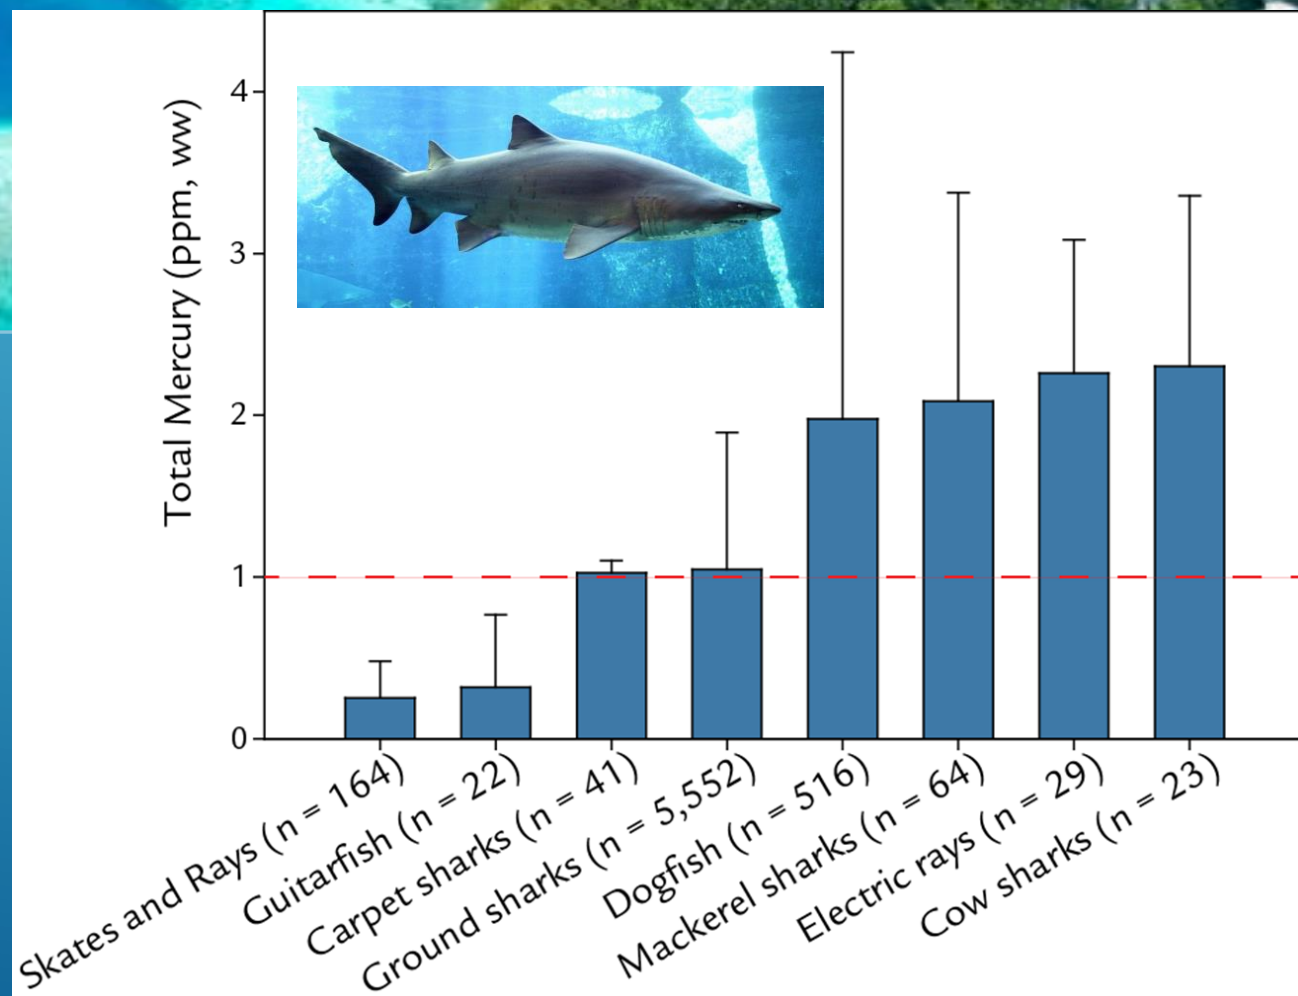 Total Mercury (ppm, ww)
4
3
2
1
0
Skates and Rays (n = 164)
Guitarfish (n = 22)
Carpet sharks (n = 41)
Ground sharks (n = 5,552)
Dogfish (n = 516)
Mackerel sharks (n = 64)
Electric rays (n = 29)
Cow sharks (n = 23)